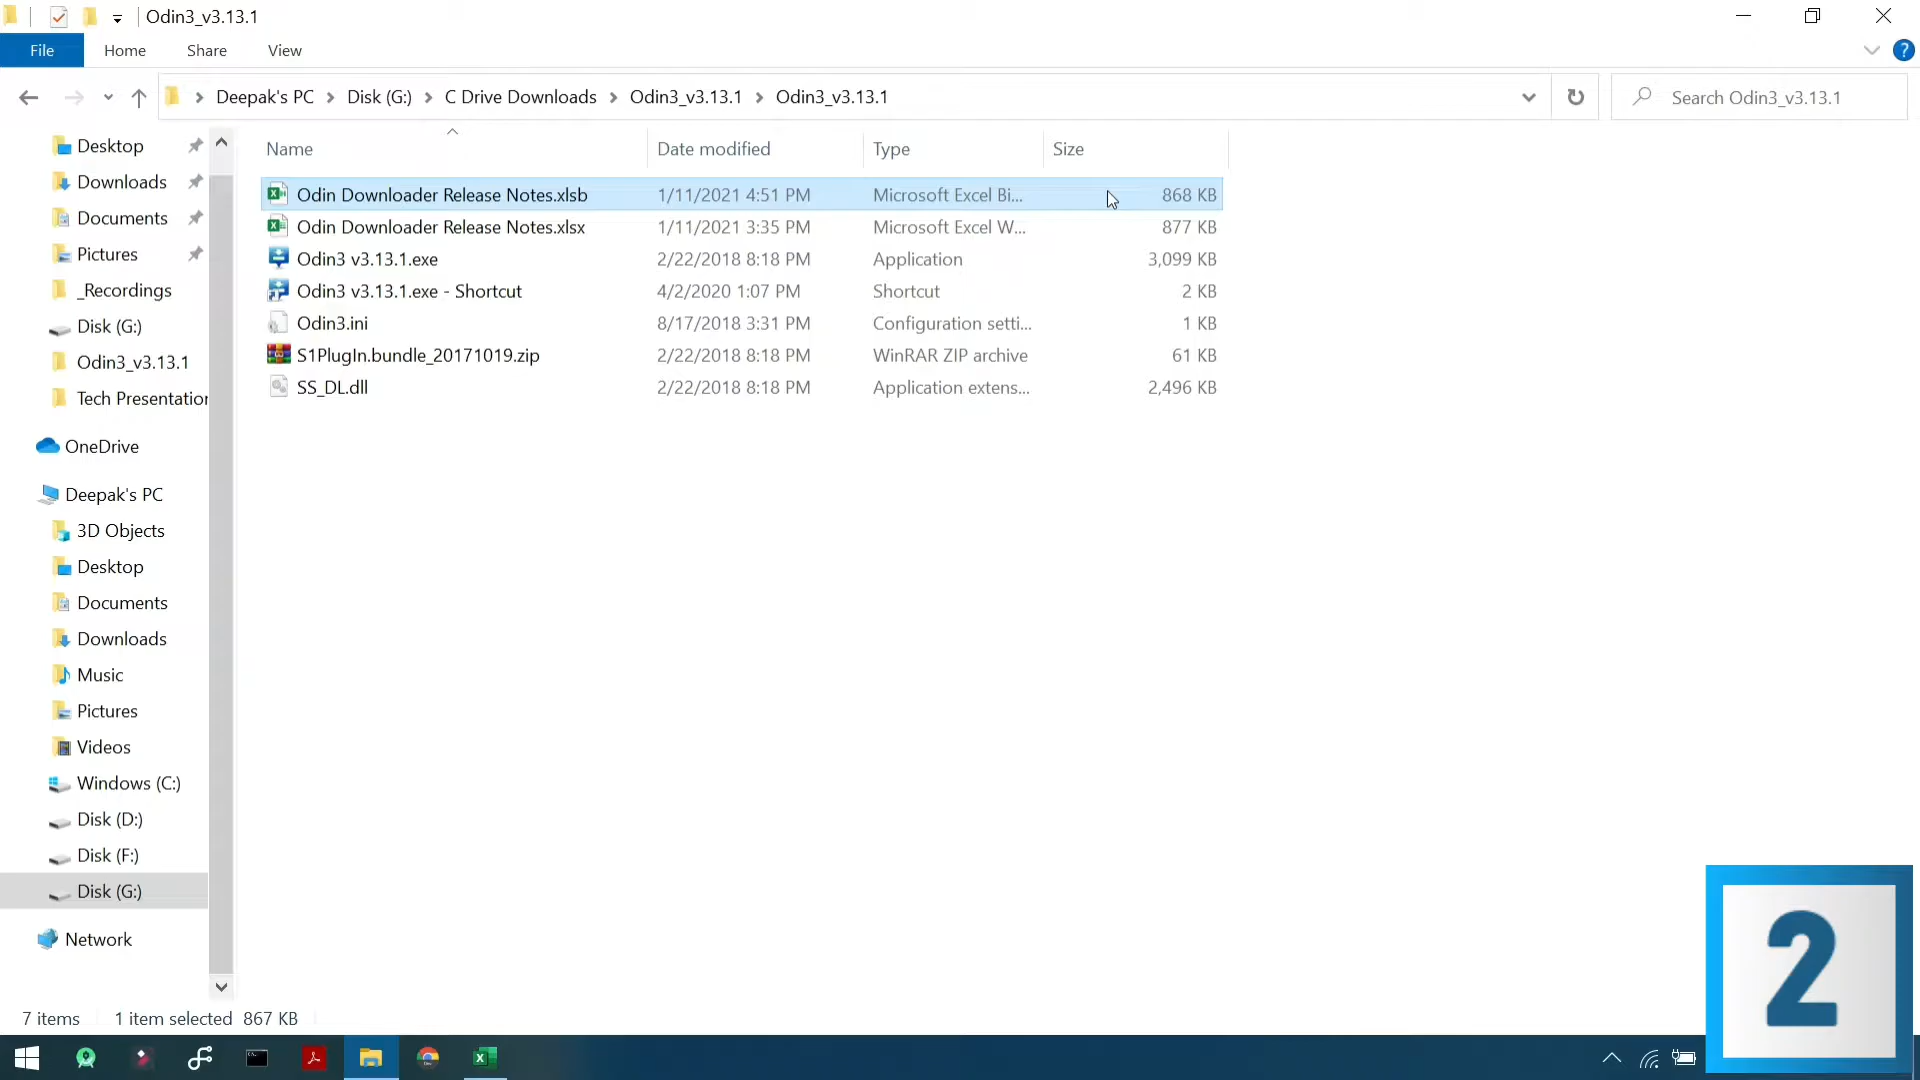 Odin3_v3.13.1
File Home Share View
Deepak's PC Disk (G:) C Drive Downloads Odin3_v3.13.1 Odin3_v3.13.1 Search Odin3_v3.13.1
Name Date modified Type Size
Odin Downloader Release Notes.xlsb 1/11/2021 4:51 PM Microsoft Excel Bi... 868 KB
Odin Downloader Release Notes.xlsx 1/11/2021 3:35 PM Microsoft Excel W... 877 KB
Odin3 v3.13.1.exe 2/22/2018 8:18 PM Application 3,099 KB
Odin3 v3.13.1.exe - Shortcut 4/2/2020 1:07 PM Shortcut 2 KB
Odin3.ini 8/17/2018 3:31 PM Configuration setti... 1 KB
S1PlugIn.bundle_20171019.zip 2/22/2018 8:18 PM WinRAR ZIP archive 61 KB
SS_DL.dll 2/22/2018 8:18 PM Application extens... 2,496 KB
Desktop
Downloads
Documents
Pictures
_Recordings
Disk (G:)
Odin3_v3.13.1
Tech Presentation
OneDrive
Deepak's PC
3D Objects
Desktop
Documents
Downloads
Music
Pictures
Videos
Windows (C:)
Disk (D:)
Disk (F:)
Disk (G:)
Network
7 items 1 item selected 867 KB
2